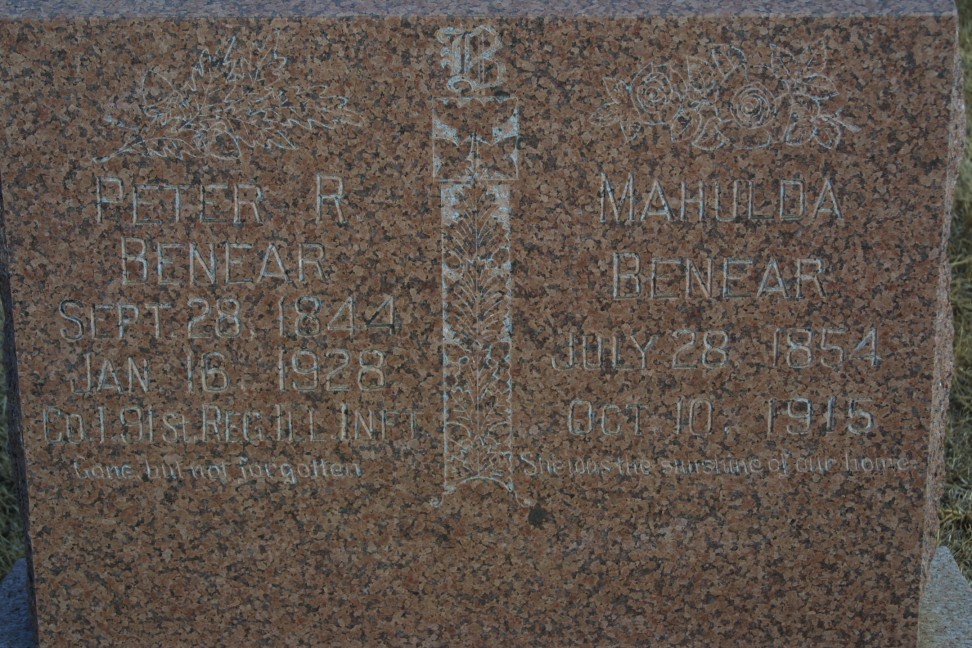 B
PETER R.
BENEAR
SEPT. 28. 1844
JAN. 16. 1928
CO. I. 91ST. REG. ILL. INFT.
Gone but not forgotten.
MAHULDA
BENEAR
JULY 28. 1854
OCT. 10. 1915
She was the sunshine of our home